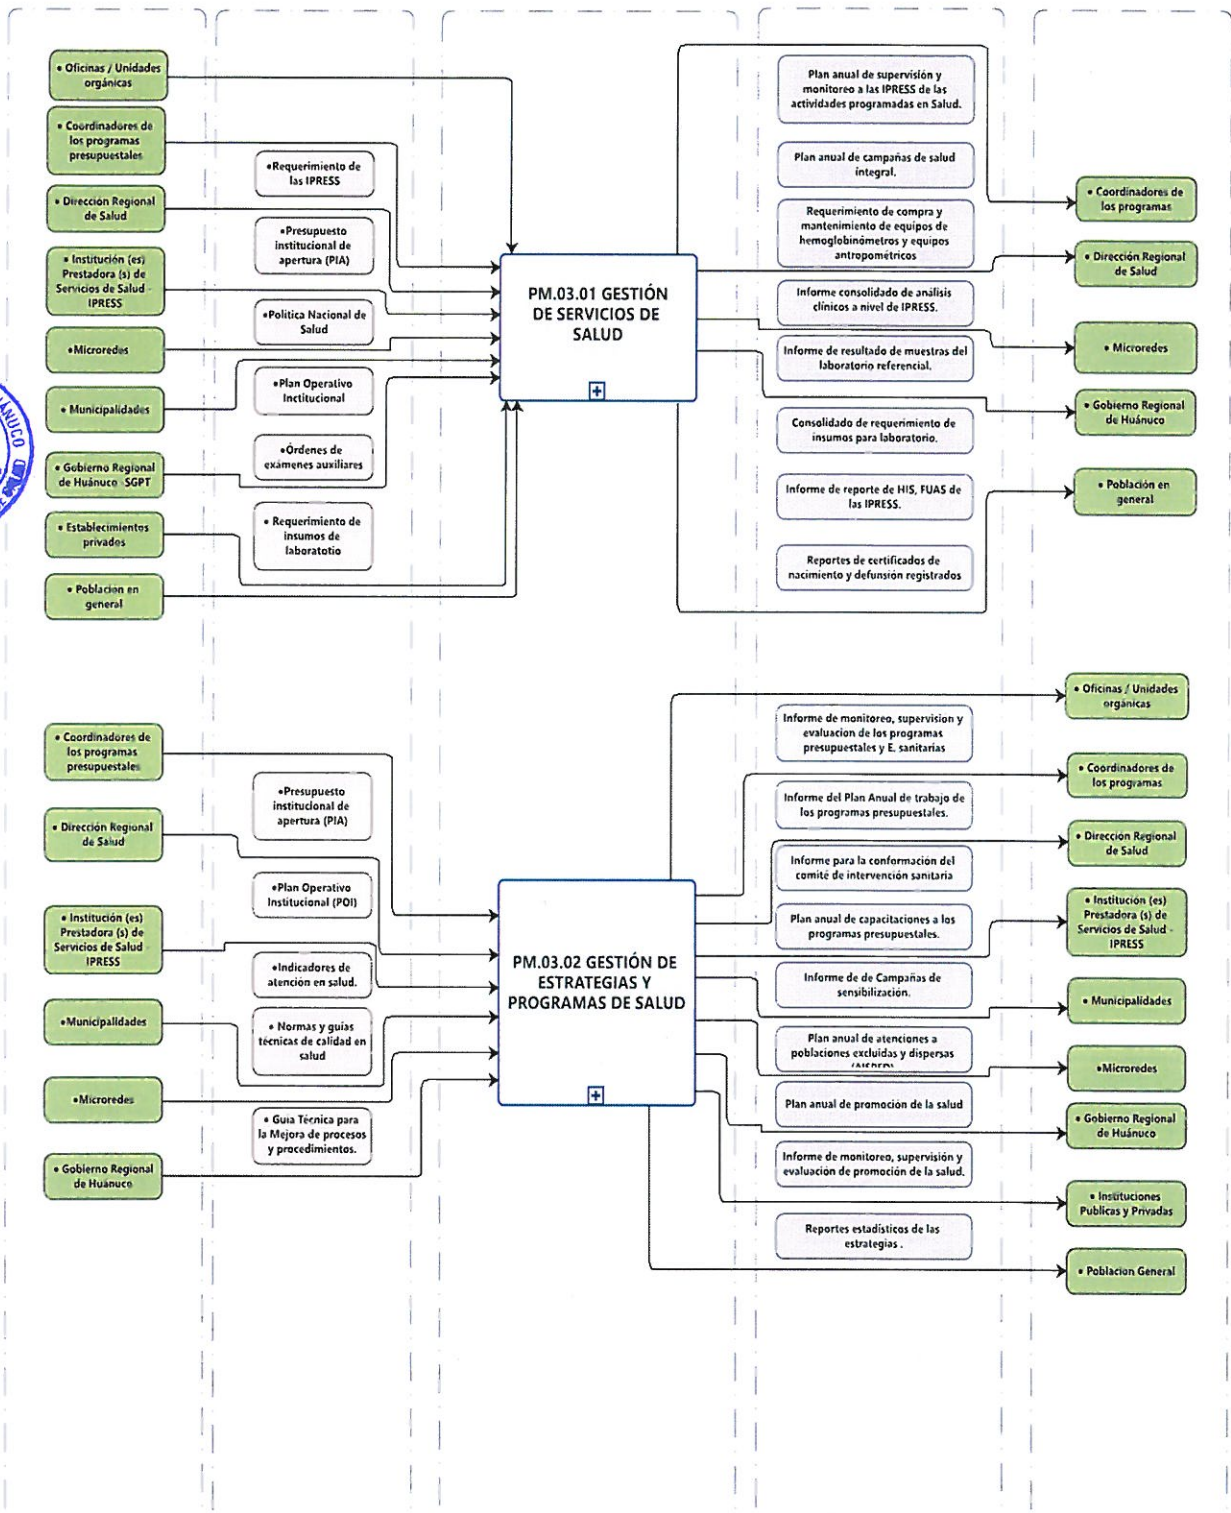 • Oficinas / Unidades
orgánicas
• Coordinadores de
los programas
presupuestales
• Dirección Regional
de Salud
• Institución (es)
Prestadora (s) de
Servicios de Salud -
IPRESS
•Microredes
• Municipalidades
• Gobierno Regional
de Huánuco -SGPT
• Establecimientos
privados
• Población en
general
•Requerimiento de
las IPRESS
•Presupuesto
institucional de
apertura (PIA)
•Política Nacional de
Salud
•Plan Operativo
Inctitucional
•Órdenes de
exámenes auxiliares
• Requerimiento de
insumos de
laboratotio
PM.03.01 GESTIÓN
DE SERVICIOS DE
SALUD
Plan anual de supervisión y
monitoreo a las IPRESS de las
actividades programadas en Salud.
Plan anual de campañas de salud
integral.
Requerimiento de compra y
mantenimiento de equipos de
hemoglobinómetros y equipos
antropométricos
Informe consolidado de análisis
clínicos a nivel de IPRESS.
Informe de resultado de muestras del
laboratorio referencial.
Consolidado de requerimiento de
insumos para laboratorio.
Informe de reporte de HIS, FUAS de
las IPRESS.
Reportes de certificados de
nacimiento y defunsión registrados
• Coordinadores de
los programas
• Dirección Regional
de Salud
• Microredes
• Gobierno Regional
de Huánuco
• Población en
general
HUÁNUCO
• Coordinadores de
los programas
presupuestales
• Dirección Regional
de Salud
• Institución (es)
Prestadora (s) de
Servicios de Salud -
IPRESS
•Municipalidades
•Microredes
• Gobierno Regional
de Huánuco
•Presupuesto
institucional de
apertura (PIA)
•Plan Operativo
Institucional (POI)
•Indicadores de
atención en salud.
• Normas y guías
técnicas de calidad en
salud
• Guia Técnica para
la Mejora de procesos
y procedimientos.
PM.03.02 GESTIÓN DE
ESTRATEGIAS Y
PROGRAMAS DE SALUD
Informe de monitoreo, supervision y
evaluacion de los programas
presupuestales y E. sanitarias
Informe del Plan Anual de trabajo de
los programas presupuestales.
Informe para la conformación del
comité de intervención sanitaria
Plan anual de capacitaciones a los
programas presupuestales.
Informe de de Campañas de
sensibilización.
Plan anual de atenciones a
poblaciones excluidas y dispersas
Plan anual de promoción de la salud
Informe de monitoreo, supervisión y
evaluación de promoción de la salud.
Reportes estadísticos de las
estrategias .
• Oficinas / Unidades
orgánicas
• Coordinadores de
los programas
• Dirección Regional
de Salud
• Institución (es)
Prestadora (s) de
Servicios de Salud -
IPRESS
• Municipalidades
•Microredes
• Gobierno Regional
de Huánuco
• Instituciones
Publicas y Privadas
• Poblacion General